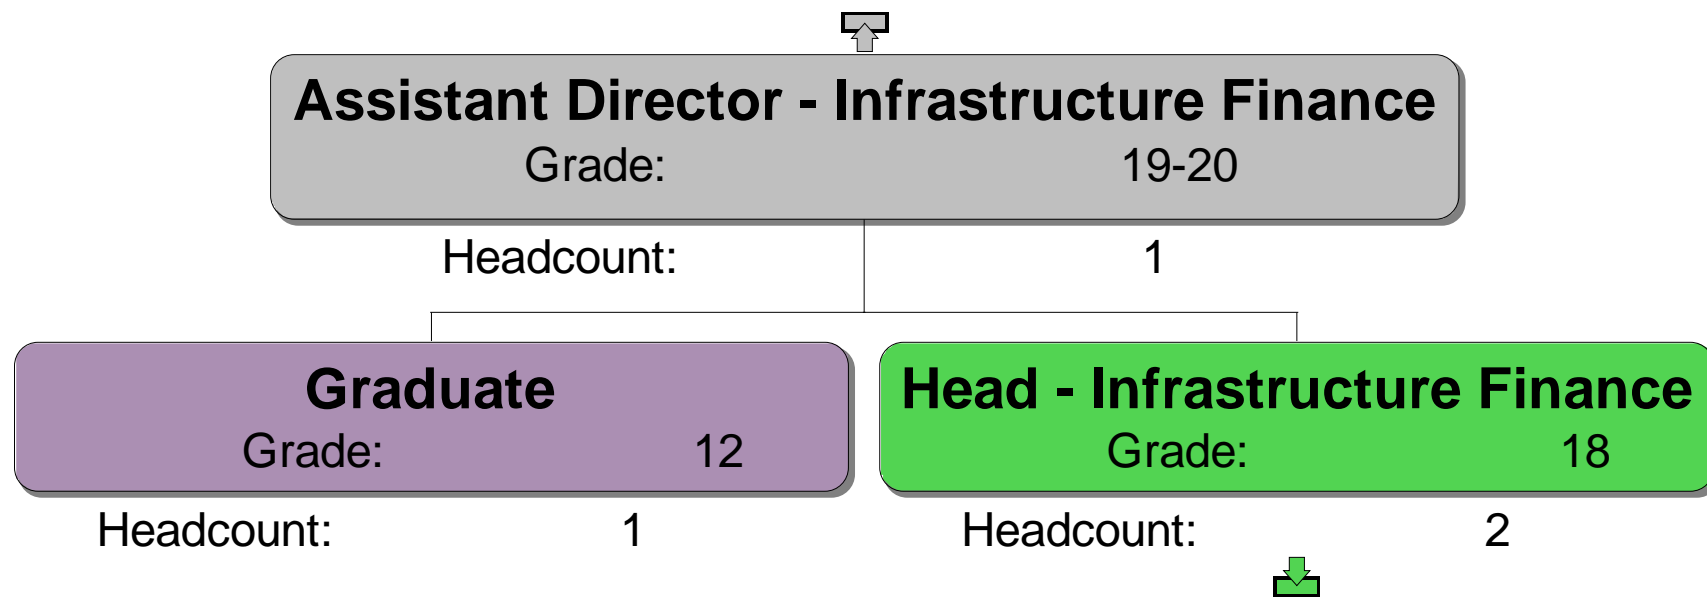 Assistant Director - Infrastructure Finance
Grade: 19-20
Headcount: 1
Graduate
Grade: 12
Headcount: 1
Head - Infrastructure Finance
Grade: 18
Headcount: 2